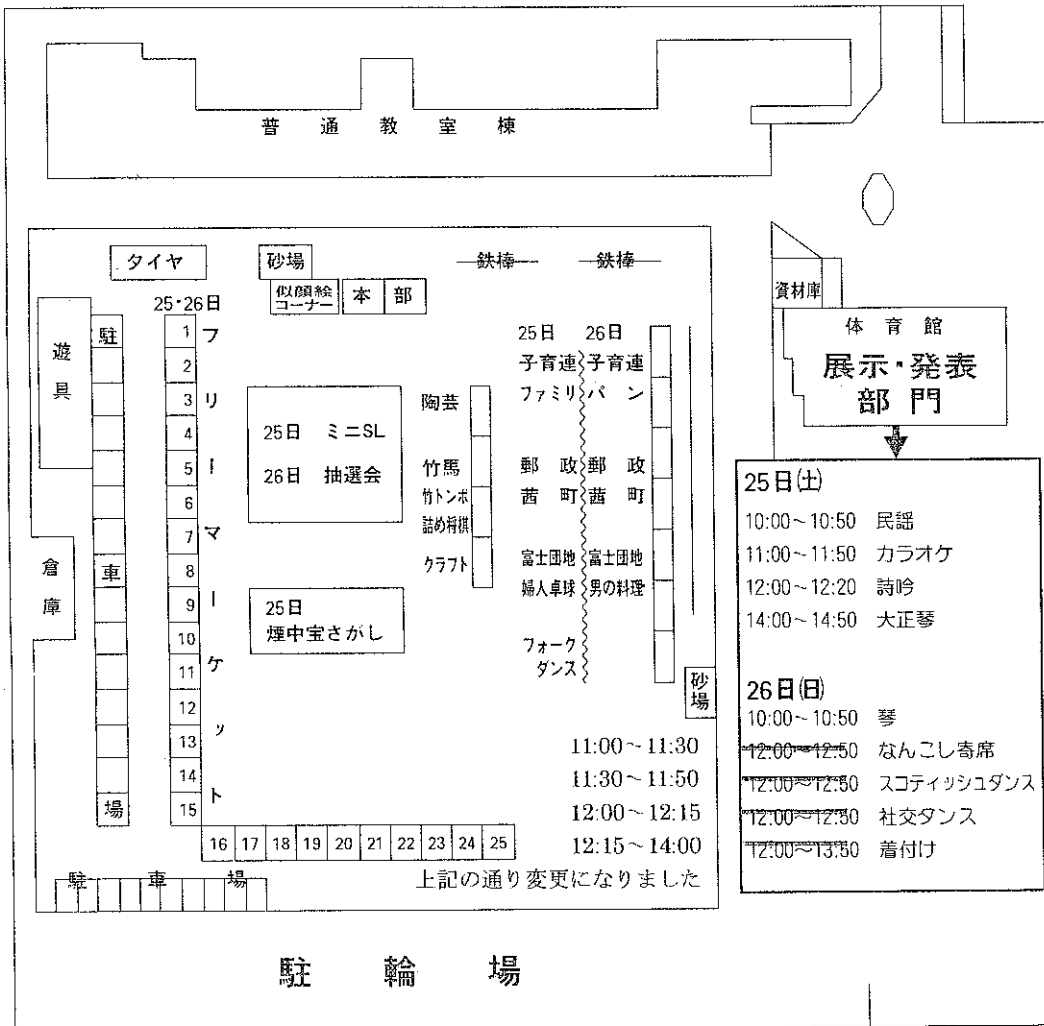 普通教室棟
タイヤ
砂場
鉄棒
鉄棒
似顔絵
コーナー
本部
資材庫
体育館
展示・発表
部門
遊具
駐車場
25・26日
フリーマーケット
1
2
3
4
5
6
7
8
9
10
11
12
13
14
15
16 17 18 19 20 21 22 23 24 25
25日 ミニSL
26日 抽選会
25日
煙中宝さがし
陶芸
竹馬
竹トンボ
詰め将棋
クラフト
25日
子育連
ファミリ
郵政
茜町
富士団地
婦人卓球
フォーク
ダンス
26日
子育連
パン
郵政
茜町
富士団地
男の料理
砂場
倉庫
25日(土)
10:00～10:50 民謡
11:00～11:50 カラオケ
12:00～12:20 詩吟
14:00～14:50 大正琴
26日(日)
10:00～10:50 琴
12:00～12:50 なんこし寄席
12:00～12:50 スコティッシュダンス
12:00～12:50 社交ダンス
12:00～13:50 着付け
11:00～11:30
11:30～11:50
12:00～12:15
12:15～14:00
上記の通り変更になりました
駐車場
駐輪場